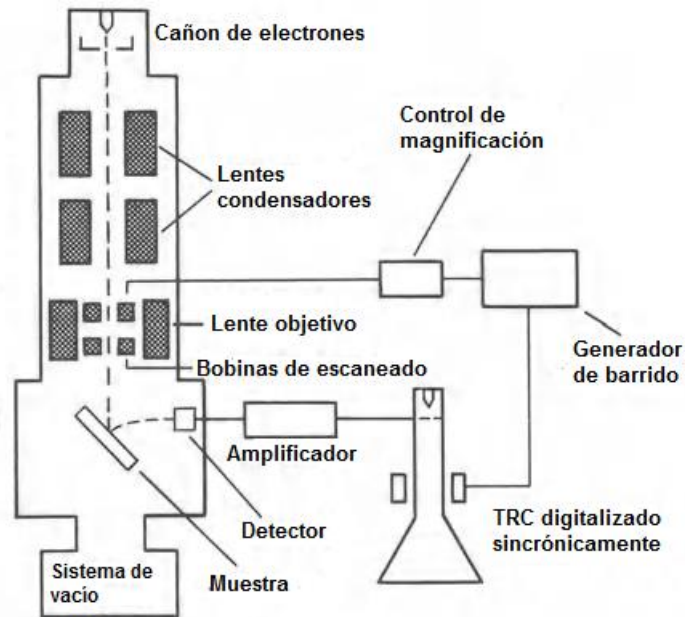 Cañón de electrones
Control de
magnificación
Lentes
condensadores
Lente objetivo
Generador
de barrido
Bobinas de escaneado
Amplificador
TRC digitalizado
sincrónicamente
Detector
Sistema de
vacío
Muestra